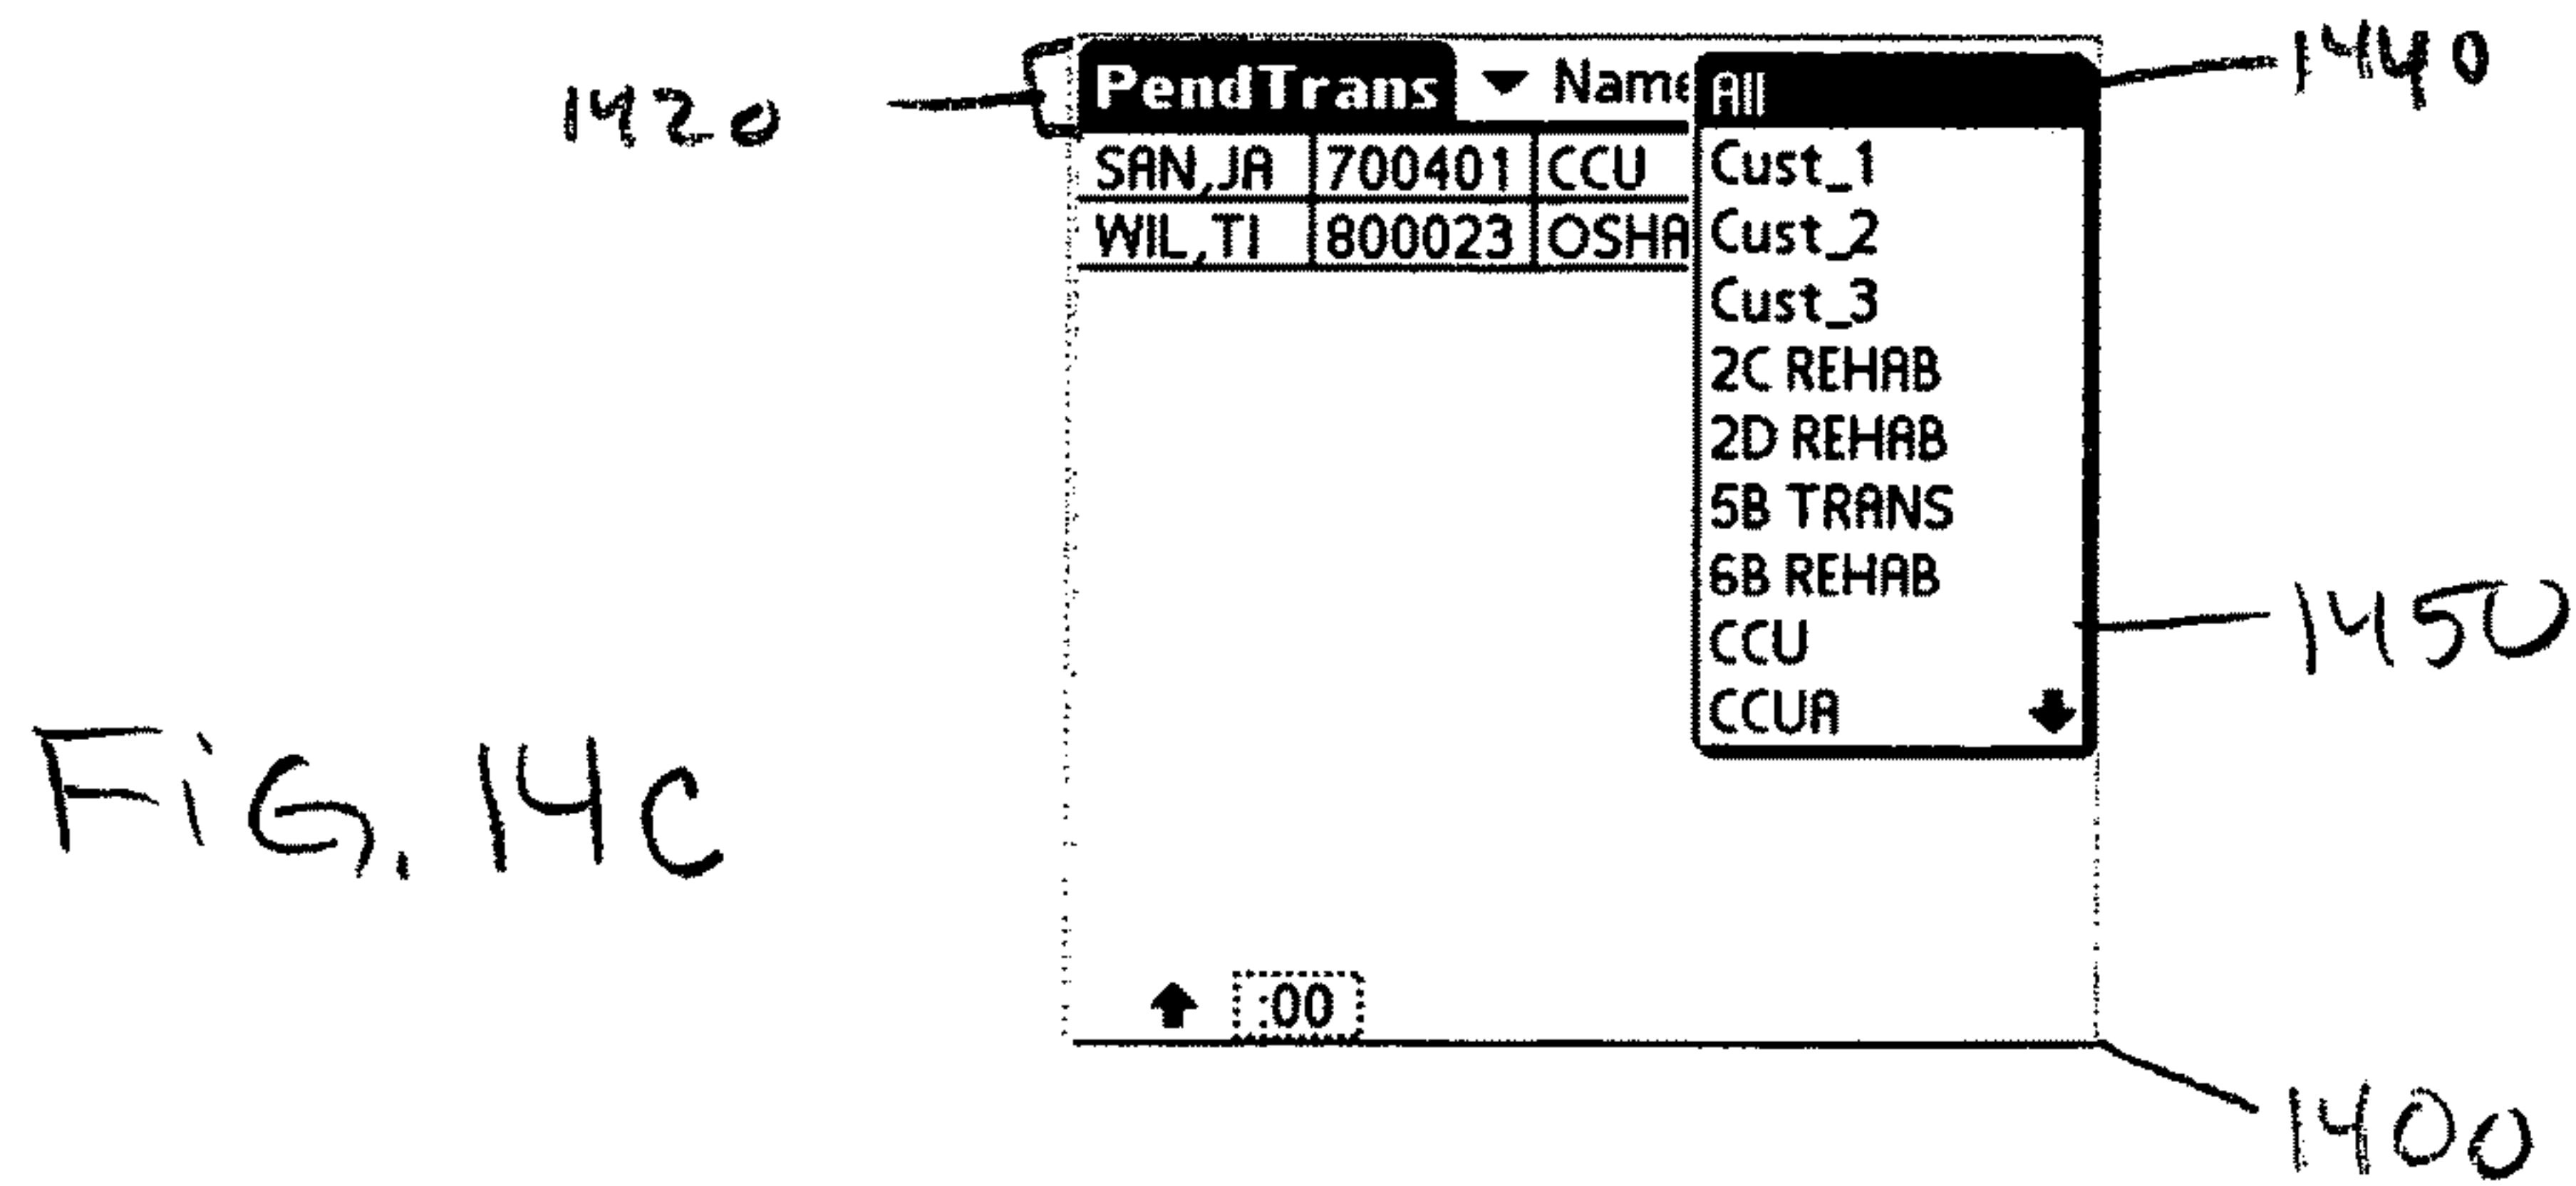 1420
1440
PendTrans Name All
SAN,JA 700401 CCU Cust_1
WIL,TI 800023 OSHA Cust_2
Cust_3
2C REHAB
2D REHAB
5B TRANS
6B REHAB
CCU
1450
CCUA
FiG. 14c
:00
1400